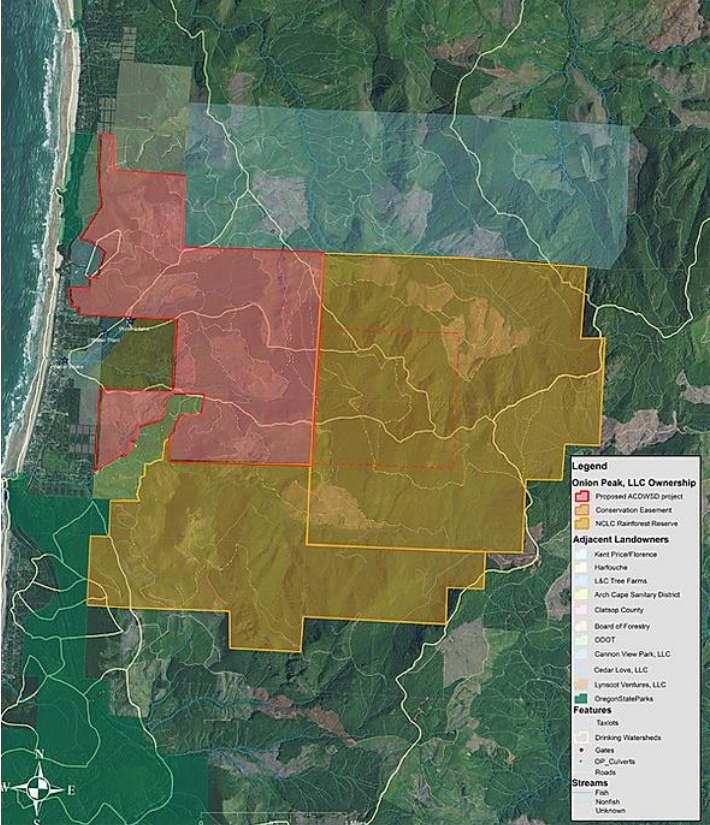 Legend
Onion Peak, LLC Ownership
Proposed ACDWSD project
Conservation Easement
NCLC Rainforest Reserve
Adjacent Landowners
Kent Price/Florence
Harfouche
L&C Tree Farms
Arch Cape Sanitary District
Clatsop County
Board of Forestry
ODOT
Cannon View Park, LLC
Cedar Love, LLC
Lynscot Ventures, LLC
OregonStateParks
Features
Taxlots
Drinking Watersheds
Gates
OP_Culverts
Roads
Streams
Fish
Nonfish
Unknown
N
W
E
S